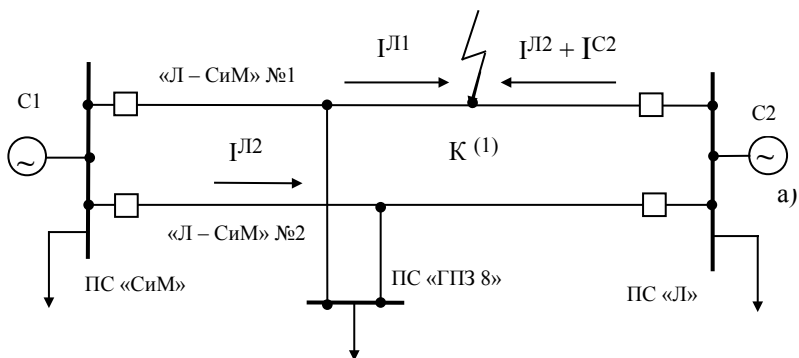 I^Л1
I^Л2 + I^С2
«Л – СиМ» №1
С1
С2
~
~
I^Л2
К (1)
а)
«Л – СиМ» №2
ПС «СиМ»
ПС «ГПЗ 8»
ПС «Л»